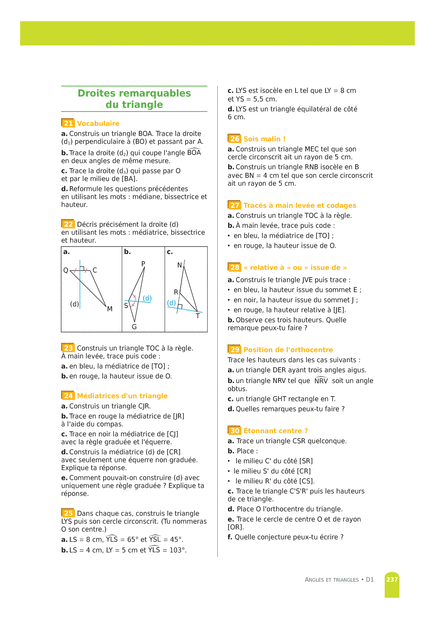 Droites remarquables
du triangle
21 Vocabulaire
a. Construis un triangle BOA. Trace la droite
(d₁) perpendiculaire à (BO) et passant par A.
b. Trace la droite (d₂) qui coupe l'angle BOA
en deux angles de même mesure.
c. Trace la droite (d₃) qui passe par O
et par le milieu de [BA].
d. Reformule les questions précédentes
en utilisant les mots : médiane, bissectrice et
hauteur.
22 Décris précisément la droite (d)
en utilisant les mots : médiatrice, bissectrice
et hauteur.
a. b. c.
Q C (d) M
P S (d) G
N R (d) T
23 Construis un triangle TOC à la règle.
À main levée, trace puis code :
a. en bleu, la médiatrice de [TO] ;
b. en rouge, la hauteur issue de O.
24 Médiatrices d'un triangle
a. Construis un triangle CJR.
b. Trace en rouge la médiatrice de [JR]
à l'aide du compas.
c. Trace en noir la médiatrice de [CJ]
avec la règle graduée et l'équerre.
d. Construis la médiatrice (d) de [CR]
avec seulement une équerre non graduée.
Explique ta réponse.
e. Comment pouvait-on construire (d) avec
uniquement une règle graduée ? Explique ta
réponse.
25 Dans chaque cas, construis le triangle
LYS puis son cercle circonscrit. (Tu nommeras
O son centre.)
a. LS = 8 cm, YLS = 65° et YSL = 45°.
b. LS = 4 cm, LY = 5 cm et YLS = 103°.
c. LYS est isocèle en L tel que LY = 8 cm
et YS = 5,5 cm.
d. LYS est un triangle équilatéral de côté
6 cm.
26 Sois malin !
a. Construis un triangle MEC tel que son
cercle circonscrit ait un rayon de 5 cm.
b. Construis un triangle RNB isocèle en B
avec BN = 4 cm tel que son cercle circonscrit
ait un rayon de 5 cm.
27 Tracés à main levée et codages
a. Construis un triangle TOC à la règle.
b. À main levée, trace puis code :
• en bleu, la médiatrice de [TO] ;
• en rouge, la hauteur issue de O.
28 « relative à » ou « issue de »
a. Construis le triangle JVE puis trace :
• en bleu, la hauteur issue du sommet E ;
• en noir, la hauteur issue du sommet J ;
• en rouge, la hauteur relative à [JE].
b. Observe ces trois hauteurs. Quelle
remarque peux-tu faire ?
29 Position de l'orthocentre
Trace les hauteurs dans les cas suivants :
a. un triangle DER ayant trois angles aigus.
b. un triangle NRV tel que NRV soit un angle
obtus.
c. un triangle GHT rectangle en T.
d. Quelles remarques peux-tu faire ?
30 Étonnant centre ?
a. Trace un triangle CSR quelconque.
b. Place :
• le milieu C' du côté [SR]
• le milieu S' du côté [CR]
• le milieu R' du côté [CS].
c. Trace le triangle C'S'R' puis les hauteurs
de ce triangle.
d. Place O l'orthocentre du triangle.
e. Trace le cercle de centre O et de rayon
[OR].
f. Quelle conjecture peux-tu écrire ?
ANGLES ET TRIANGLES • D1 237